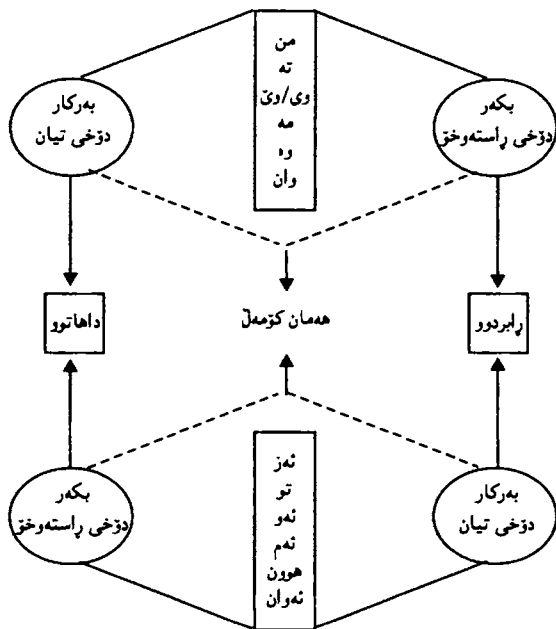 من
تە
وی/وێ
مە
وە
وان
بکەر
دۆخی ڕاستەوخۆ
بەرکار
دۆخی تیان
ڕابردوو
هەمان کۆمەڵ
داهاتوو
ئەز
تو
ئەو
ئەم
هوون
ئەوان
بەرکار
دۆخی تیان
بکەر
دۆخی ڕاستەوخۆ